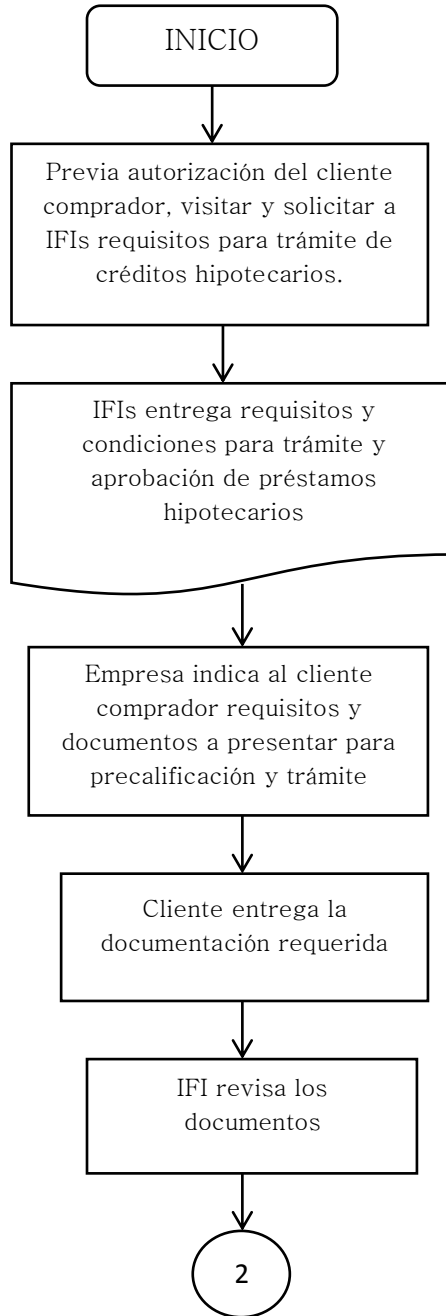 INICIO
Previa autorización del cliente
comprador, visitar y solicitar a
IFIs requisitos para trámite de
créditos hipotecarios.
IFIs entrega requisitos y
condiciones para trámite y
aprobación de préstamos
hipotecarios
Empresa indica al cliente
comprador requisitos y
documentos a presentar para
precalificación y trámite
Cliente entrega la
documentación requerida
IFI revisa los
documentos
2